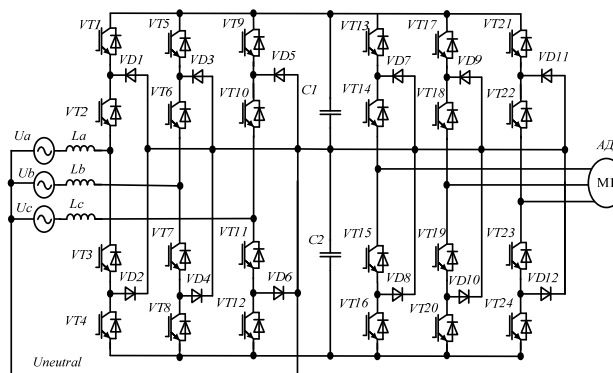 VT1 VT5 VT9 VT13 VT17 VT21
VD1 VD3 VD5 VD7 VD9 VD11
VT2 VT6 VT10 C1 VT14 VT18 VT22
Ua La
Ub Lb
Uc Lc
АД
VT3 VT7 VT11 C2 VT15 VT19 VT23
VD2 VD4 VD6 VD8 VD10 VD12
VT4 VT8 VT12 VT16 VT20 VT24
Uneutral